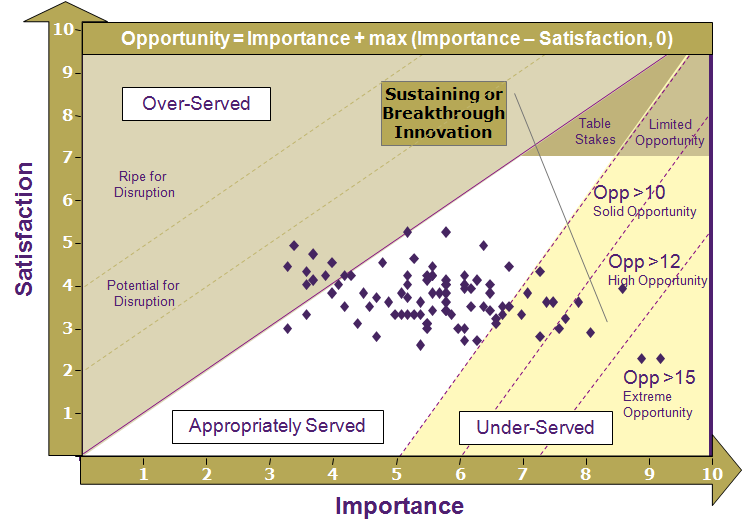 Opportunity = Importance + max (Importance – Satisfaction, 0)
10
9
8
7
6
5
4
3
2
1
Satisfaction
Over-Served
Sustaining or
Breakthrough
Innovation
Table
Stakes
Limited
Opportunity
Ripe for
Disruption
Opp >10
Solid Opportunity
Opp >12
High Opportunity
Potential for
Disruption
Opp >15
Extreme
Opportunity
Appropriately Served
Under-Served
1
2
3
4
5
6
7
8
9
10
Importance